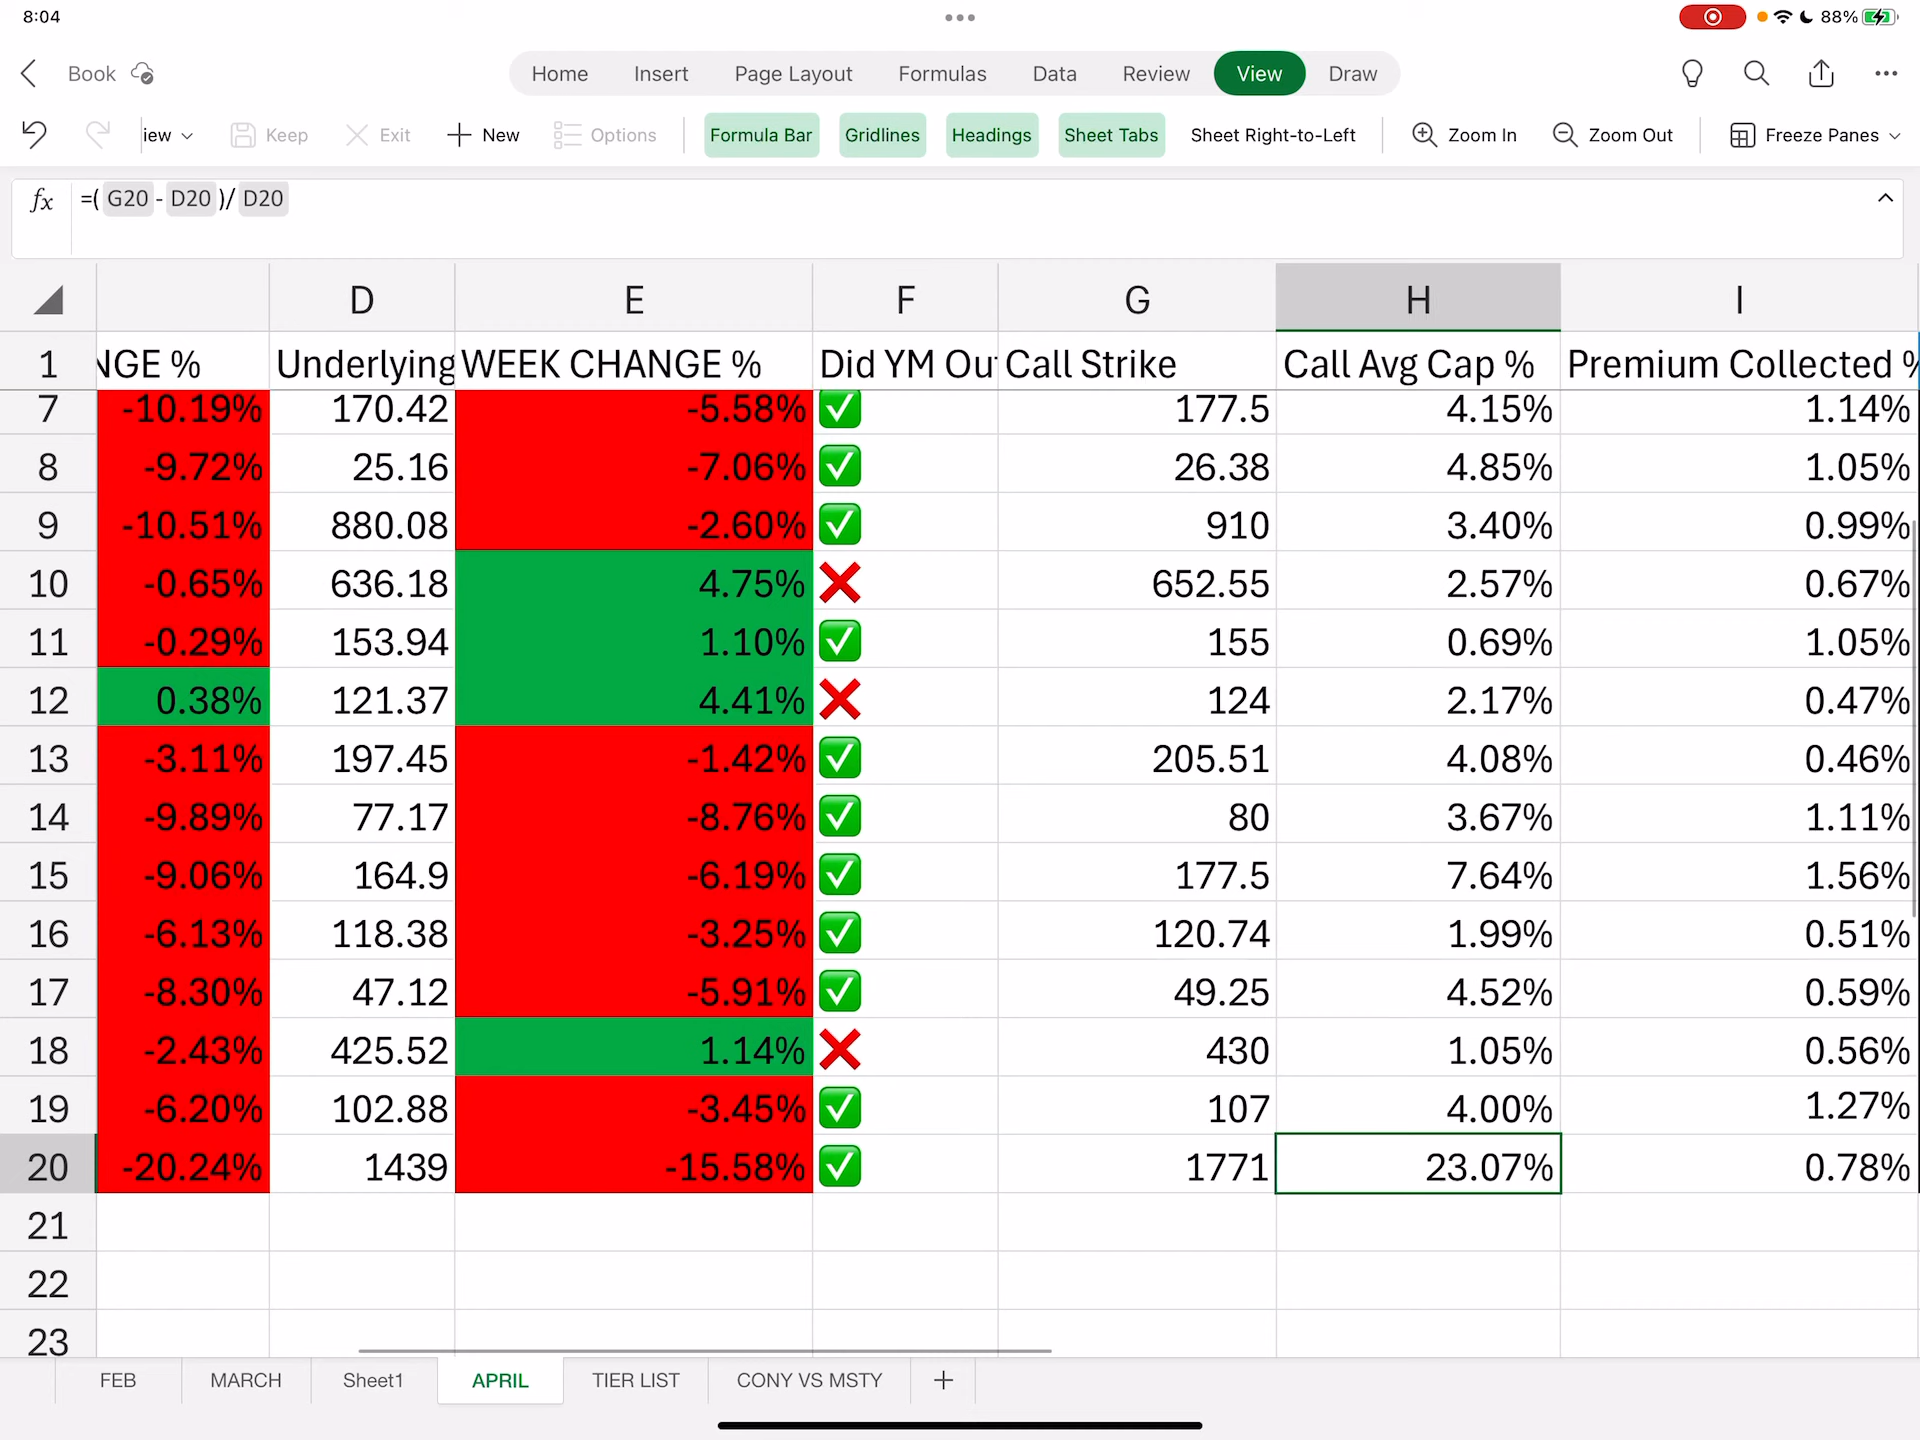 8:04
88%
Book
Home Insert Page Layout Formulas Data Review View Draw
iew Keep Exit New Options Formula Bar Gridlines Headings Sheet Tabs Sheet Right-to-Left Zoom In Zoom Out Freeze Panes
fx =( G20 - D20 )/ D20
D E F G H I
1 NGE % Underlying WEEK CHANGE % Did YM Ou Call Strike Call Avg Cap % Premium Collected %
7 -10.19% 170.42 -5.58% ✅ 177.5 4.15% 1.14%
8 -9.72% 25.16 -7.06% ✅ 26.38 4.85% 1.05%
9 -10.51% 880.08 -2.60% ✅ 910 3.40% 0.99%
10 -0.65% 636.18 4.75% ❌ 652.55 2.57% 0.67%
11 -0.29% 153.94 1.10% ✅ 155 0.69% 1.05%
12 0.38% 121.37 4.41% ❌ 124 2.17% 0.47%
13 -3.11% 197.45 -1.42% ✅ 205.51 4.08% 0.46%
14 -9.89% 77.17 -8.76% ✅ 80 3.67% 1.11%
15 -9.06% 164.9 -6.19% ✅ 177.5 7.64% 1.56%
16 -6.13% 118.38 -3.25% ✅ 120.74 1.99% 0.51%
17 -8.30% 47.12 -5.91% ✅ 49.25 4.52% 0.59%
18 -2.43% 425.52 1.14% ❌ 430 1.05% 0.56%
19 -6.20% 102.88 -3.45% ✅ 107 4.00% 1.27%
20 -20.24% 1439 -15.58% ✅ 1771 23.07% 0.78%
21
22
23
FEB MARCH Sheet1 APRIL TIER LIST CONY VS MSTY +